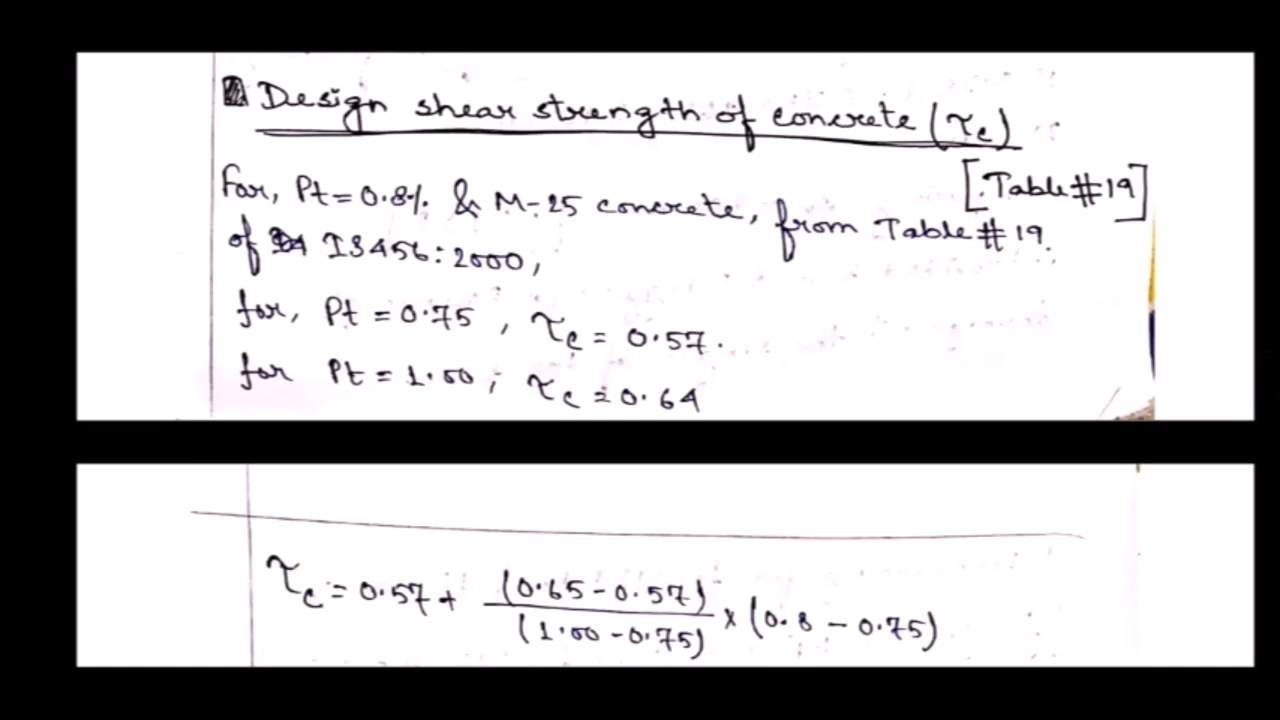 Design shear strength of concrete (τc)
[Table#19]
For, Pt=0.8% & M-25 concrete, from Table #19.
of IS456:2000,
for, Pt = 0.75, τc = 0.57.
for Pt = 1.00; τc = 0.64
τc = 0.57 + (0.65-0.57)/(1.00-0.75) × (0.8 - 0.75)